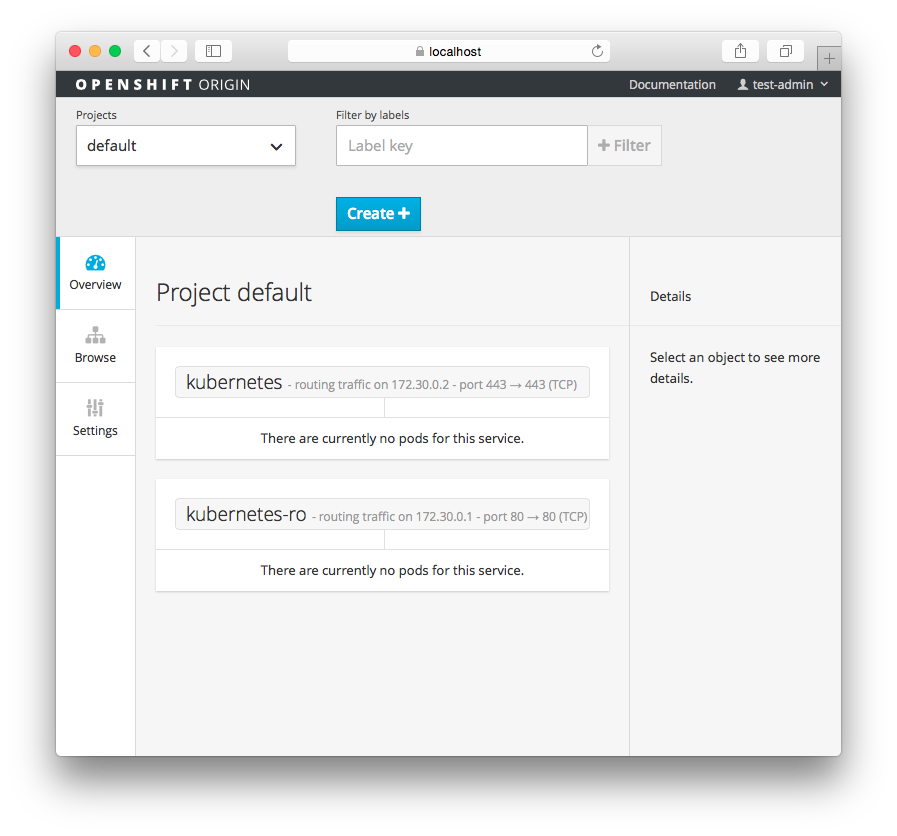 localhost
OPENSHIFT ORIGIN
Documentation
test-admin
Projects
Filter by labels
default
Label key
+ Filter
Create +
Overview
Browse
Settings
Project default
kubernetes - routing traffic on 172.30.0.2 - port 443 → 443 (TCP)
There are currently no pods for this service.
kubernetes-ro - routing traffic on 172.30.0.1 - port 80 → 80 (TCP)
There are currently no pods for this service.
Details
Select an object to see more
details.